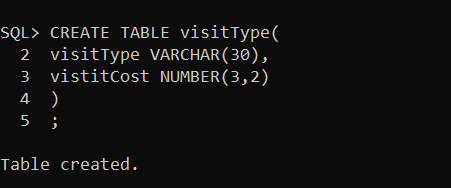 SQL> CREATE TABLE visitType(
2 visitType VARCHAR(30),
3 vistitCost NUMBER(3,2)
4 )
5 ;
Table created.